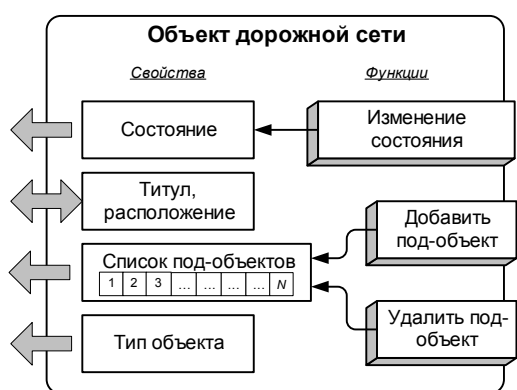 Объект дорожной сети
Свойства
Функции
Состояние
Изменение
состояния
Титул,
расположение
Добавить
под-объект
Список под-объектов
1 2 3 ... ... ... ... N
Удалить под-
объект
Тип объекта